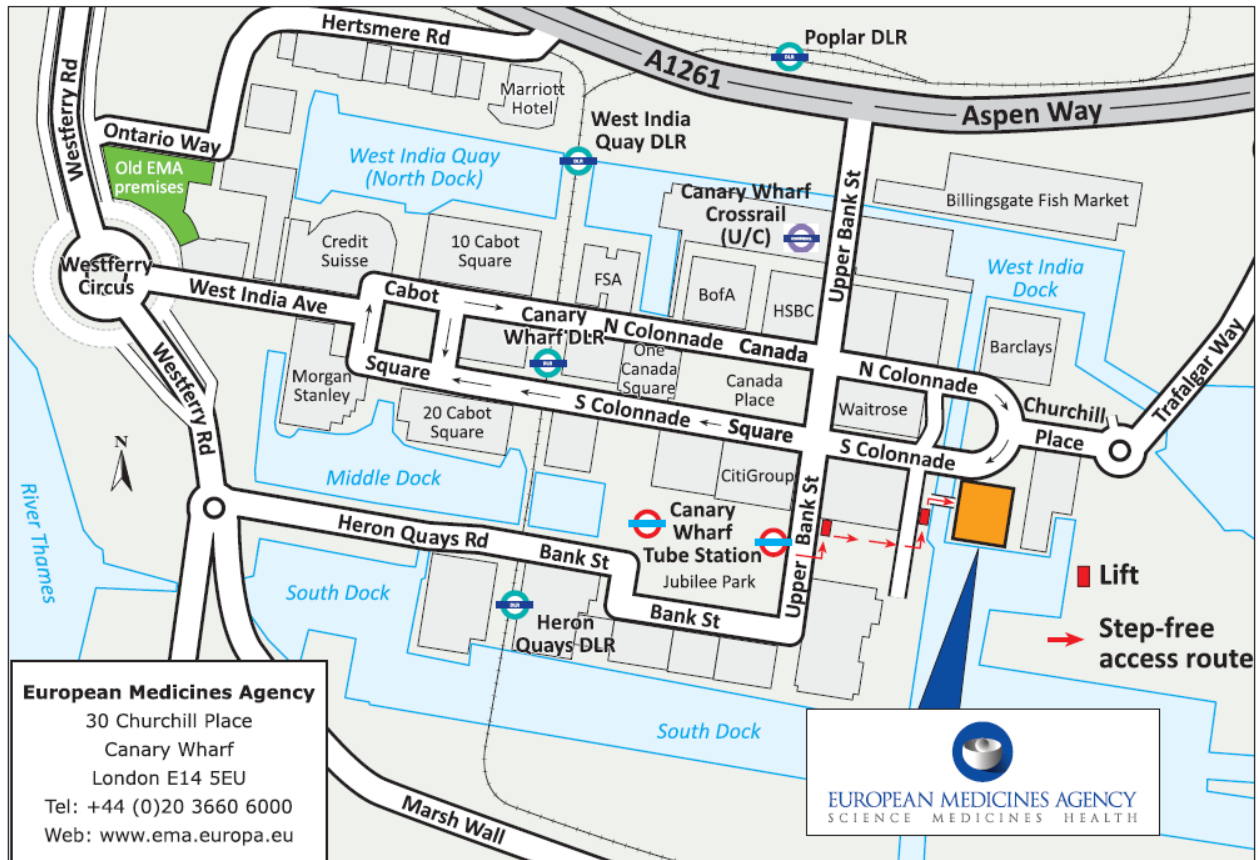 Hertsmere Rd
Westferry Rd
Poplar DLR
DLR
A1261
Aspen Way
Marriott
Hotel
Ontario Way
West India
Quay DLR
DLR
Old EMA
premises
West India Quay
(North Dock)
Canary Wharf
Crossrail
(U/C)
CROSSRAIL
Upper Bank St
Billingsgate Fish Market
Westferry
Circus
Credit
Suisse
10 Cabot
Square
FSA
BofA
HSBC
West India
Dock
Barclays
West India Ave
Cabot
Canary
Wharf DLR
DLR
N Colonnade
Canada
N Colonnade
One
Canada
Square
Canada
Place
Waitrose
Churchill
Place
Trafalgar Way
Westferry Rd
Morgan
Stanley
Square
20 Cabot
Square
S Colonnade
Square
S Colonnade
CitiGroup
N
Middle Dock
River Thames
Heron Quays Rd
Bank St
Canary
Wharf
Tube Station
Upper Bank St
Jubilee Park
Bank St
South Dock
DLR
Heron
Quays DLR
Lift
Step-free
access route
South Dock
Marsh Wall
European Medicines Agency
30 Churchill Place
Canary Wharf
London E14 5EU
Tel: +44 (0)20 3660 6000
Web: www.ema.europa.eu
EUROPEAN MEDICINES AGENCY
SCIENCE MEDICINES HEALTH